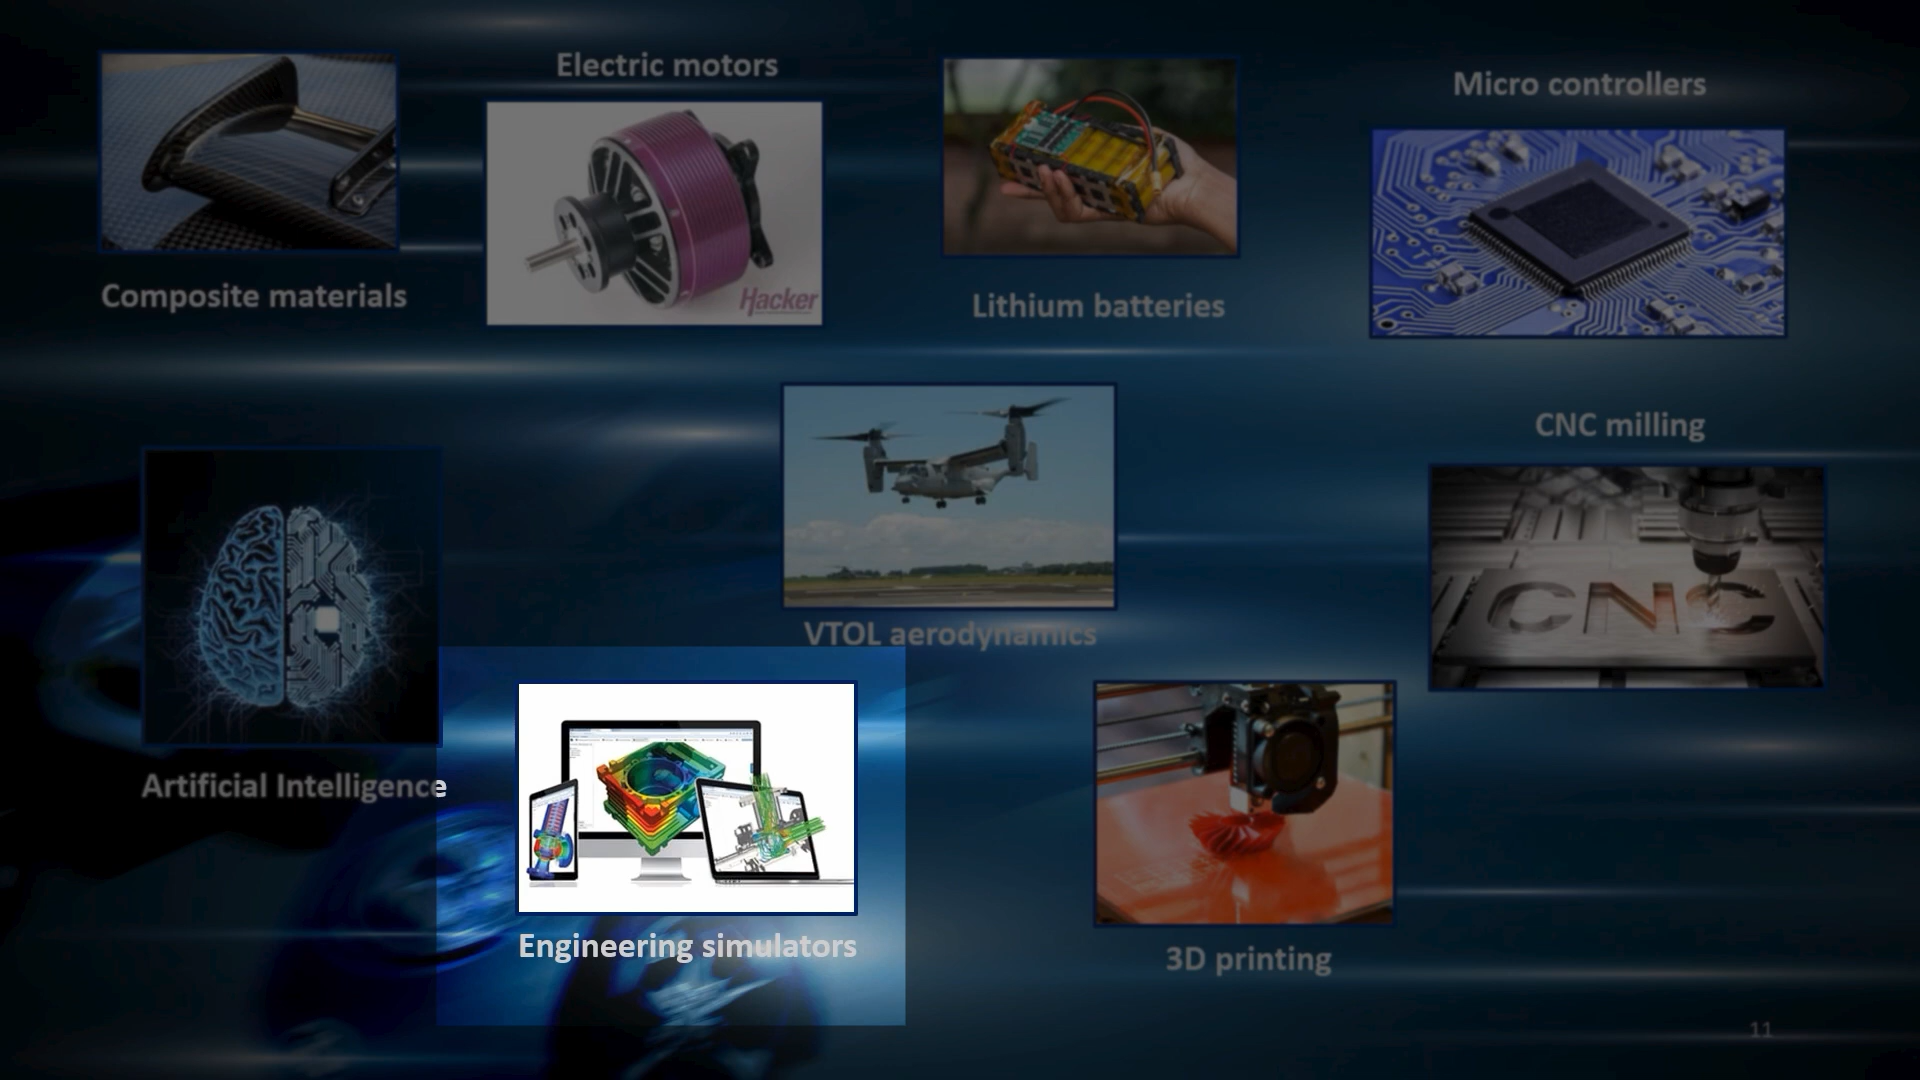 Electric motors
Micro controllers
Hacker
Composite materials
Lithium batteries
CNC milling
CNC
VTOL aerodynamics
Artificial Intelligence
Engineering simulators
3D printing
11